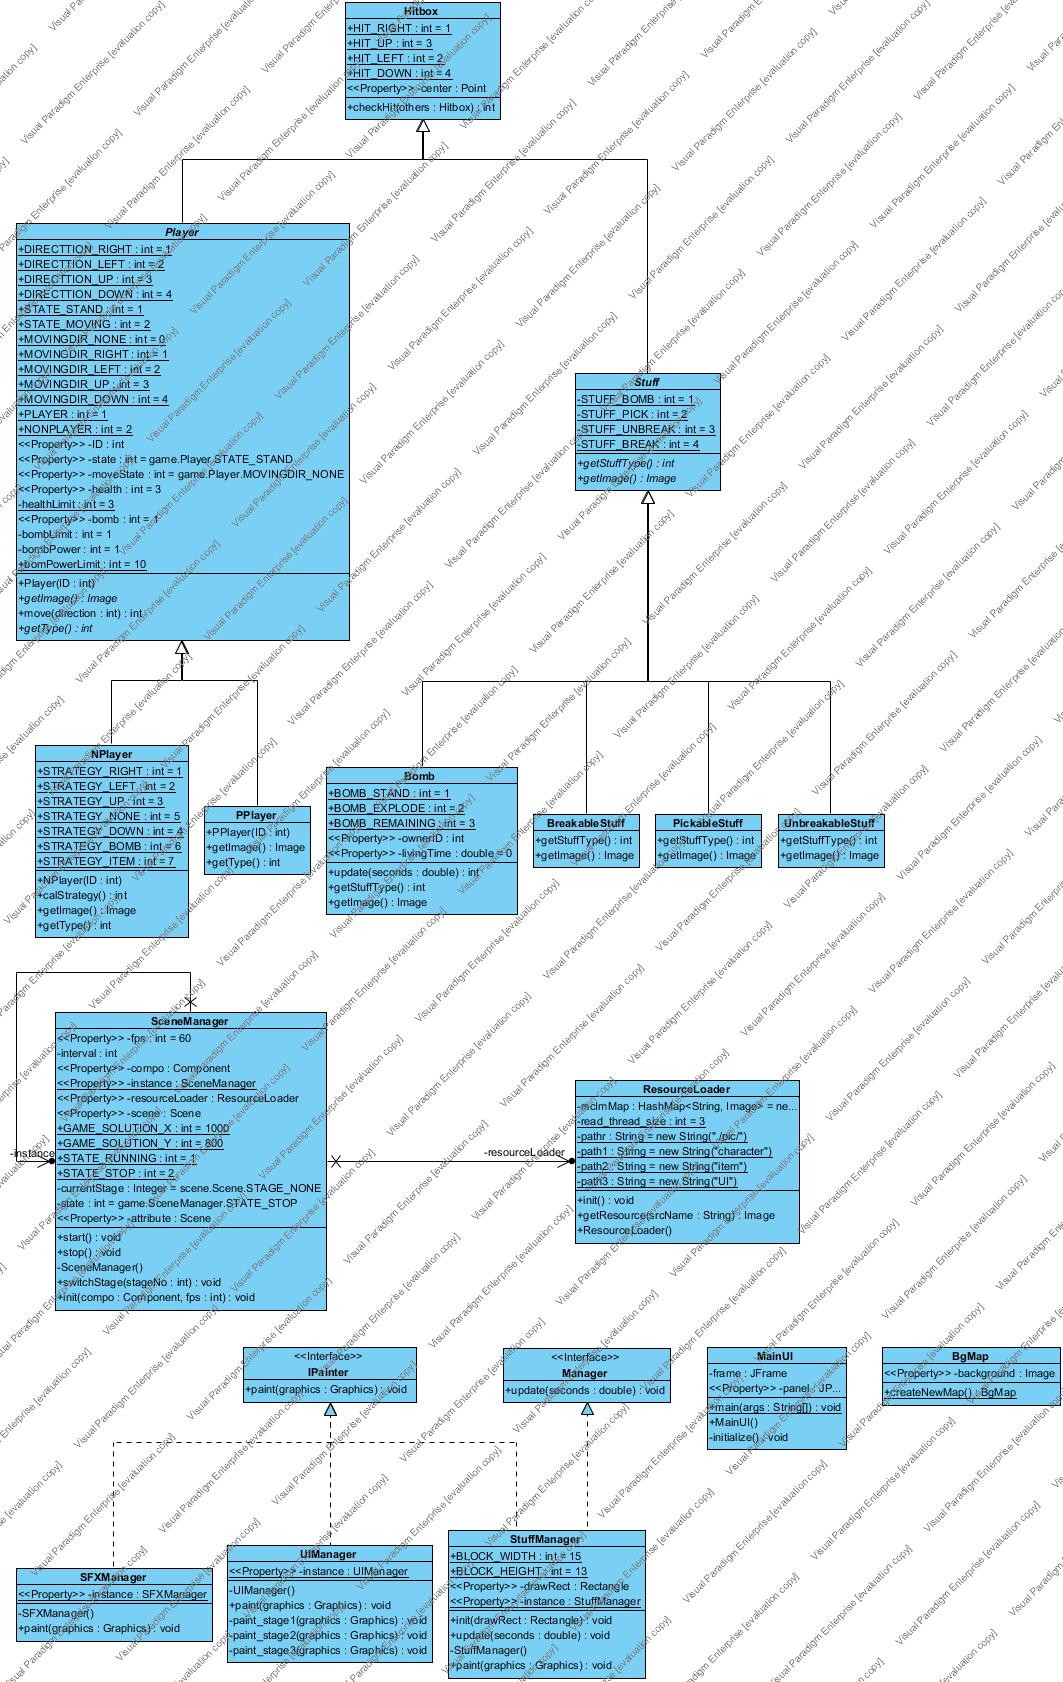 Hitbox
+HIT_RIGHT : int = 1
+HIT_UP : int = 3
+HIT_LEFT : int = 2
+HIT_DOWN : int = 4
<<Property>> -center : Point
+checkHit(others : Hitbox) : int
Player
+DIRECTTION_RIGHT : int = 1
+DIRECTTION_LEFT : int = 2
+DIRECTTION_UP : int = 3
+DIRECTTION_DOWN : int = 4
+STATE_STAND : int = 1
+STATE_MOVING : int = 2
+MOVINGDIR_NONE : int = 0
+MOVINGDIR_RIGHT : int = 1
+MOVINGDIR_LEFT : int = 2
+MOVINGDIR_UP : int = 3
+MOVINGDIR_DOWN : int = 4
+PLAYER : int = 1
+NONPLAYER : int = 2
<<Property>> -ID : int
<<Property>> -state : int = game.Player.STATE_STAND
<<Property>> -moveState : int = game.Player.MOVINGDIR_NONE
<<Property>> -health : int = 3
-healthLimit : int = 3
<<Property>> -bomb : int = 1
-bombLimit : int = 1
-bombPower : int = 1
+bomPowerLimit : int = 10
+Player(ID : int)
+getImage() : Image
+move(direction : int) : int
+getType() : int
Stuff
-STUFF_BOMB : int = 1
-STUFF_PICK : int = 2
-STUFF_UNBREAK : int = 3
-STUFF_BREAK : int = 4
+getStuffType() : int
+getImage() : Image
NPlayer
+STRATEGY_RIGHT : int = 1
+STRATEGY_LEFT : int = 2
+STRATEGY_UP : int = 3
+STRATEGY_NONE : int = 5
+STRATEGY_DOWN : int = 4
+STRATEGY_BOMB : int = 6
+STRATEGY_ITEM : int = 7
+NPlayer(ID : int)
+calStrategy() : int
+getImage() : Image
+getType() : int
PPlayer
+PPlayer(ID : int)
+getImage() : Image
+getType() : int
Bomb
+BOMB_STAND : int = 1
+BOMB_EXPLODE : int = 2
+BOMB_REMAINING : int = 3
<<Property>> -ownerID : int
<<Property>> -livingTime : double = 0
+update(seconds : double) : int
+getStuffType() : int
+getImage() : Image
BreakableStuff
+getStuffType() : int
+getImage() : Image
PickableStuff
+getStuffType() : int
+getImage() : Image
UnbreakableStuff
+getStuffType() : int
+getImage() : Image
SceneManager
<<Property>> -fps : int = 60
-interval : int
<<Property>> -compo : Component
<<Property>> -instance : SceneManager
<<Property>> -resourceLoader : ResourceLoader
<<Property>> -scene : Scene
+GAME_SOLUTION_X : int = 1000
+GAME_SOLUTION_Y : int = 800
+STATE_RUNNING : int = 1
+STATE_STOP : int = 2
-currentStage : Integer = scene.Scene.STAGE_NONE
-state : int = game.SceneManager.STATE_STOP
<<Property>> -attribute : Scene
+start() : void
+stop() : void
-SceneManager()
+switchStage(stageNo : int) : void
+init(compo : Component, fps : int) : void
-instance
-resourceLoader
ResourceLoader
-rscImMap : HashMap<String, Image> = ne...
-read_thread_size : int = 3
-pathr : String = new String("./pic/")
-path1 : String = new String("character")
-path2 : String = new String("item")
-path3 : String = new String("UI")
+init() : void
+getResource(srcName : String) : Image
+ResourceLoader()
<<Interface>>
IPainter
+paint(graphics : Graphics) : void
<<Interface>>
Manager
+update(seconds : double) : void
MainUI
-frame : JFrame
<<Property>> -panel : JP...
+main(args : String[]) : void
+MainUI()
-initialize() : void
BgMap
<<Property>> -background : Image
+createNewMap() : BgMap
SFXManager
<<Property>> -instance : SFXManager
-SFXManager()
+paint(graphics : Graphics) : void
UIManager
<<Property>> -instance : UIManager
-UIManager()
+paint(graphics : Graphics) : void
-paint_stage1(graphics : Graphics) : void
-paint_stage2(graphics : Graphics) : void
-paint_stage3(graphics : Graphics) : void
StuffManager
+BLOCK_WIDTH : int = 15
+BLOCK_HEIGHT : int = 13
<<Property>> -drawRect : Rectangle
<<Property>> -instance : StuffManager
+init(drawRect : Rectangle) : void
+update(seconds : double) : void
-StuffManager()
+paint(graphics : Graphics) : void
Visual Paradigm Enterprise [evaluation copy]